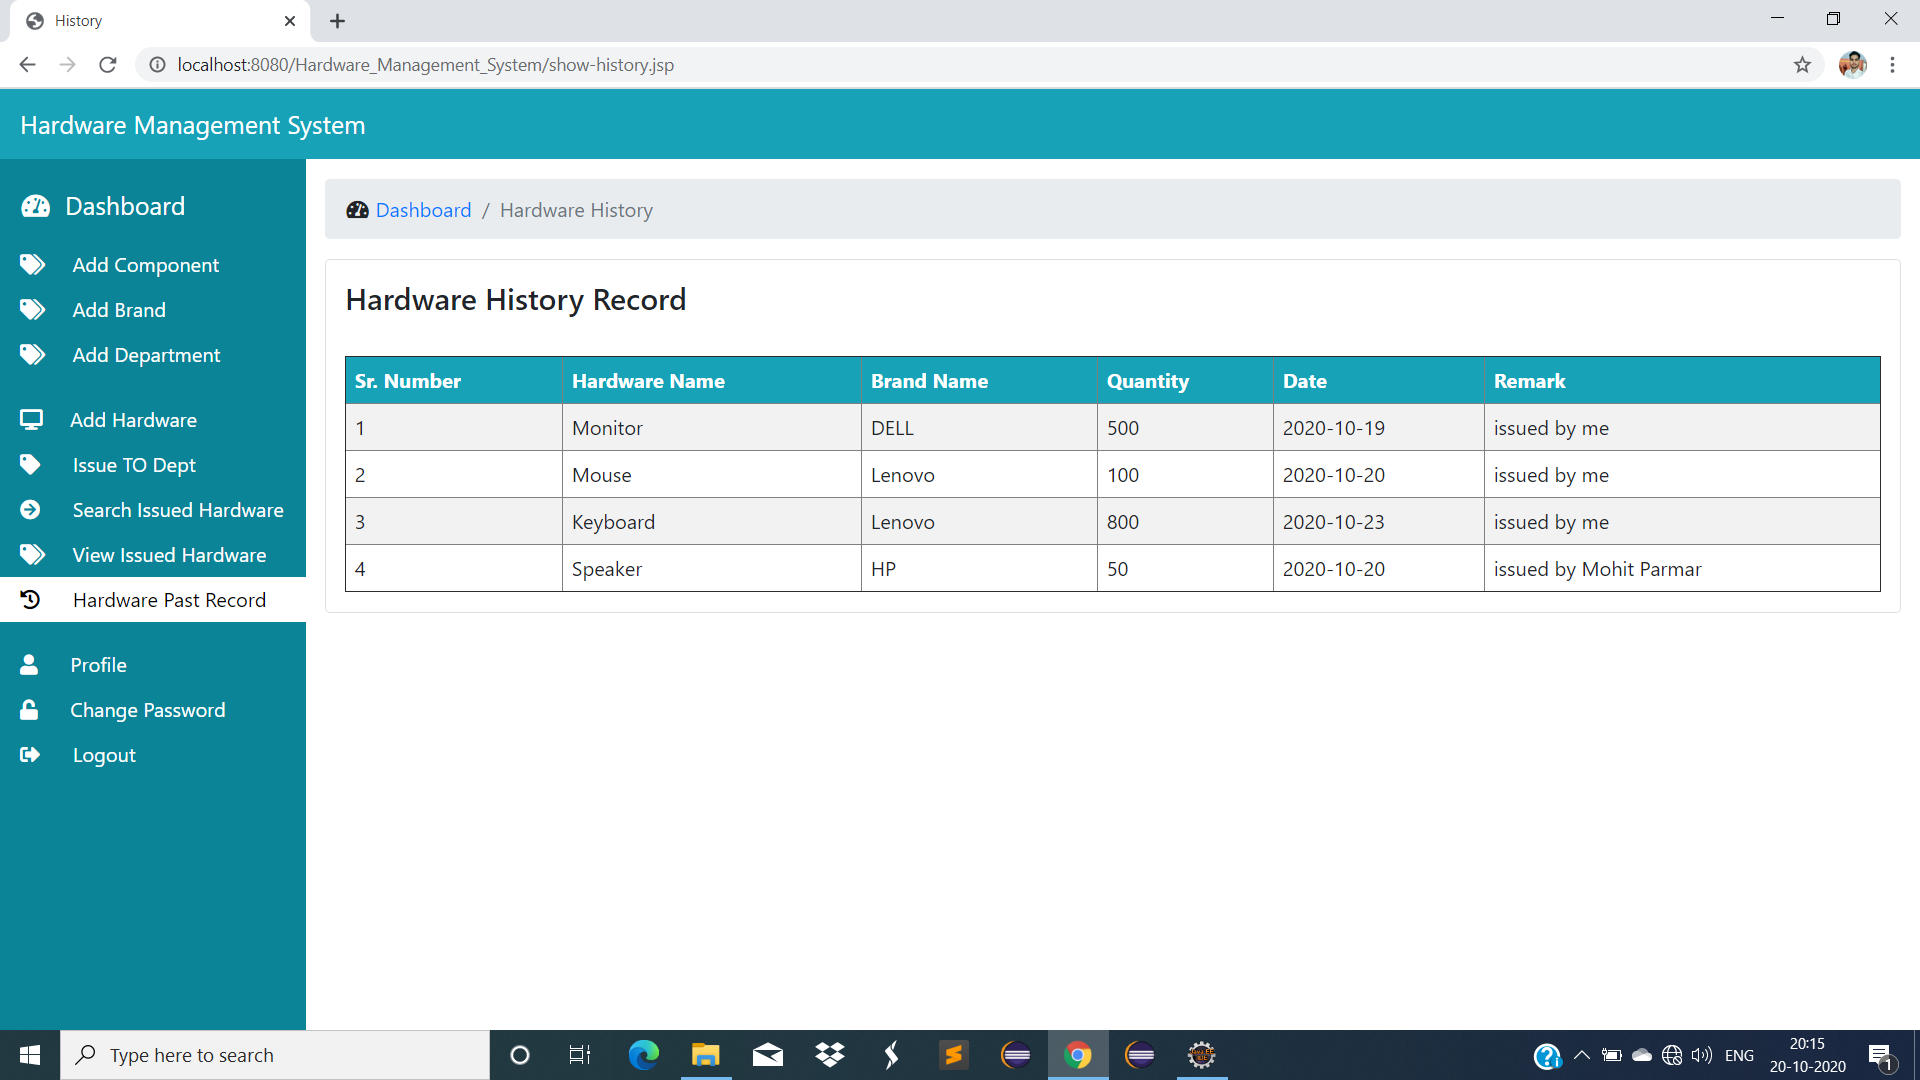 History
localhost:8080/Hardware_Management_System/show-history.jsp
Hardware Management System
Dashboard
Add Component
Add Brand
Add Department
Add Hardware
Issue TO Dept
Search Issued Hardware
View Issued Hardware
Hardware Past Record
Profile
Change Password
Logout
Dashboard / Hardware History
Hardware History Record
Sr. Number Hardware Name Brand Name Quantity Date Remark
1 Monitor DELL 500 2020-10-19 issued by me
2 Mouse Lenovo 100 2020-10-20 issued by me
3 Keyboard Lenovo 800 2020-10-23 issued by me
4 Speaker HP 50 2020-10-20 issued by Mohit Parmar
Type here to search
ENG
20:15
20-10-2020
1